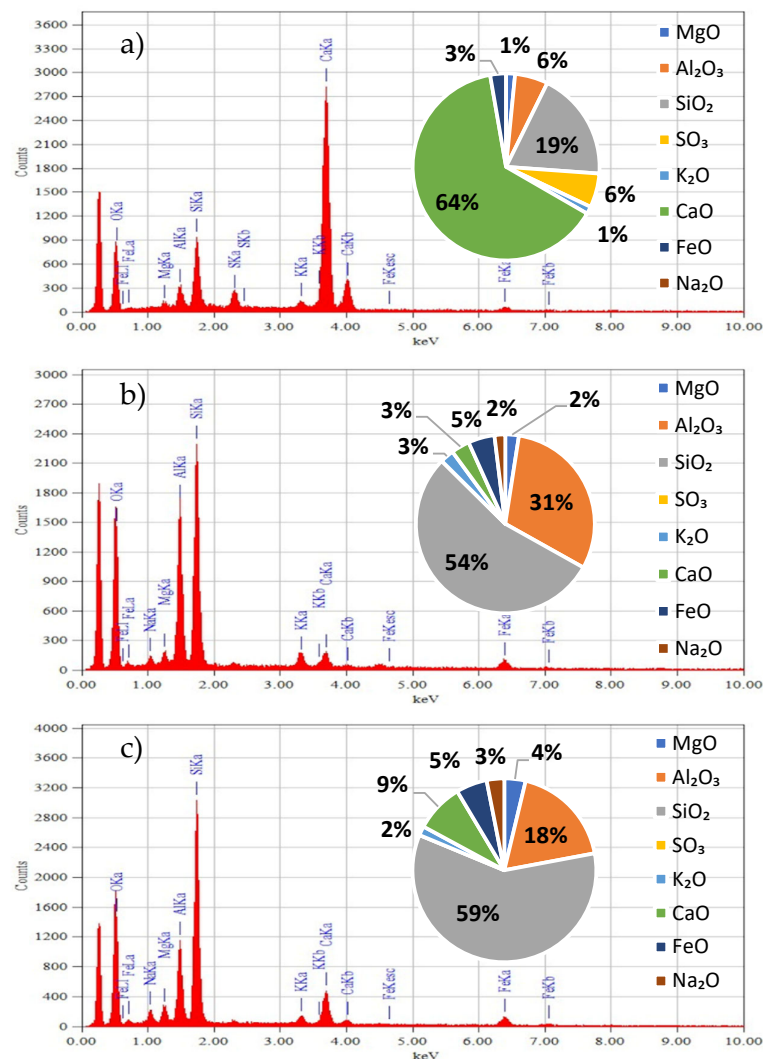 a)
3600
3300
3000
2700
2400
2100
1800
1500
1200
900
600
300
0
Counts
OKa
FeLl
FeLa
MgKa
AlKa
SiKa
SKa
SKb
KKa
KKb
CaKa
CaKb
FeKesc
FeKa
FeKb
0.00 1.00 2.00 3.00 4.00 5.00 6.00 7.00 8.00 9.00 10.00
keV
3% 1% 6%
19%
64%
6%
1%
MgO
Al₂O₃
SiO₂
SO₃
K₂O
CaO
FeO
Na₂O
b)
3000
2700
2400
2100
1800
1500
1200
900
600
300
0
Counts
OKa
FeLl
FeLa
NaKa
MgKa
AlKa
SiKa
KKa
KKb
CaKa
CaKb
FeKesc
FeKa
FeKb
0.00 1.00 2.00 3.00 4.00 5.00 6.00 7.00 8.00 9.00 10.00
keV
3% 5% 2% 2%
3%
31%
54%
MgO
Al₂O₃
SiO₂
SO₃
K₂O
CaO
FeO
Na₂O
c)
4000
3600
3200
2800
2400
2000
1600
1200
800
400
0
Counts
OKa
FeLl
FeLa
NaKa
MgKa
AlKa
SiKa
KKa
KKb
CaKa
CaKb
FeKesc
FeKa
FeKb
0.00 1.00 2.00 3.00 4.00 5.00 6.00 7.00 8.00 9.00 10.00
keV
5% 3% 4%
9%
2%
18%
59%
MgO
Al₂O₃
SiO₂
SO₃
K₂O
CaO
FeO
Na₂O